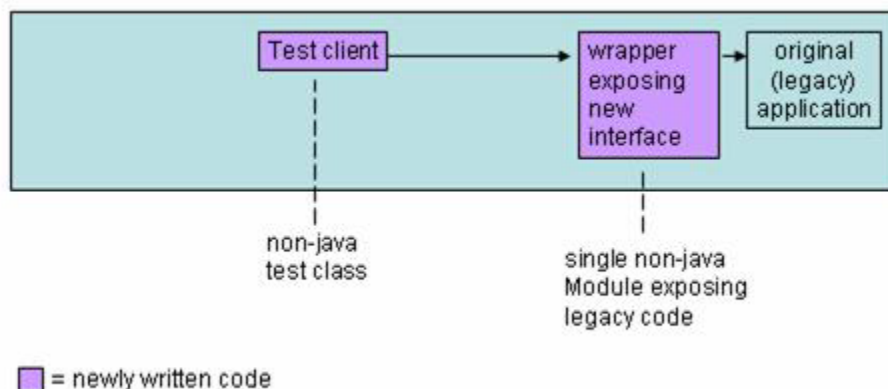 Test client
wrapper
exposing
new
interface
original
(legacy)
application
non-java
test class
single non-java
Module exposing
legacy code
= newly written code